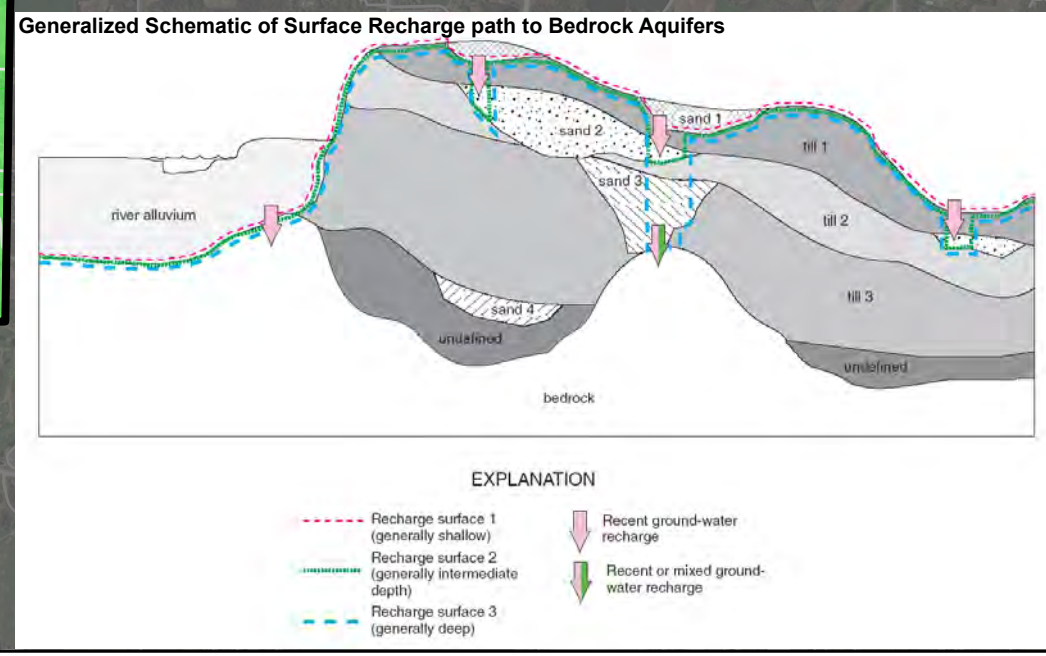 Generalized Schematic of Surface Recharge path to Bedrock Aquifers
sand 1
sand 2
till 1
sand 3
river alluvium
till 2
till 3
sand 4
undefined
undefined
bedrock
EXPLANATION
Recharge surface 1
(generally shallow)
Recharge surface 2
(generally intermediate
depth)
Recharge surface 3
(generally deep)
Recent ground-water
recharge
Recent or mixed ground-
water recharge